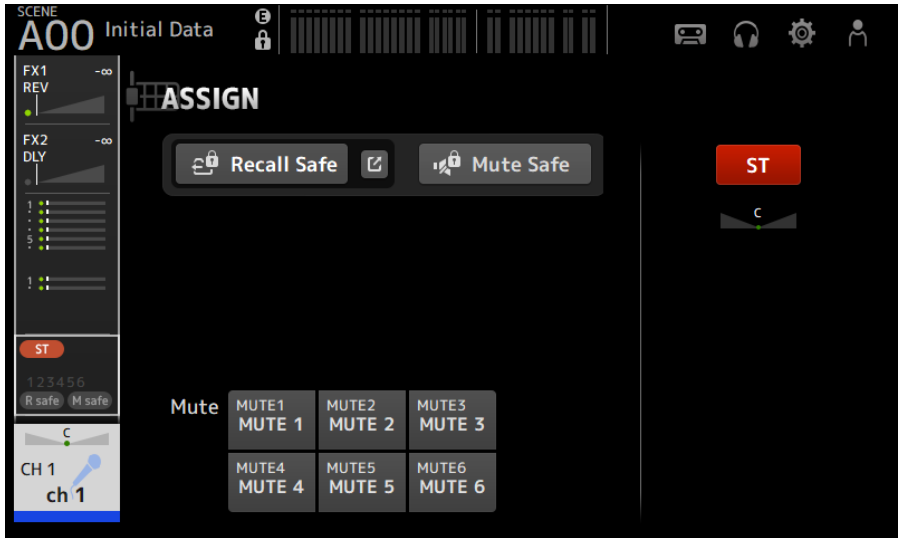 SCENE
A00 Initial Data
E
FX1 -∞
REV
FX2 -∞
DLY
1
5
1
ST
123456
R safe M safe
C
CH 1
ch 1
ASSIGN
Recall Safe
Mute Safe
Mute
MUTE1 MUTE2 MUTE3
MUTE 1 MUTE 2 MUTE 3
MUTE4 MUTE5 MUTE6
MUTE 4 MUTE 5 MUTE 6
ST
C